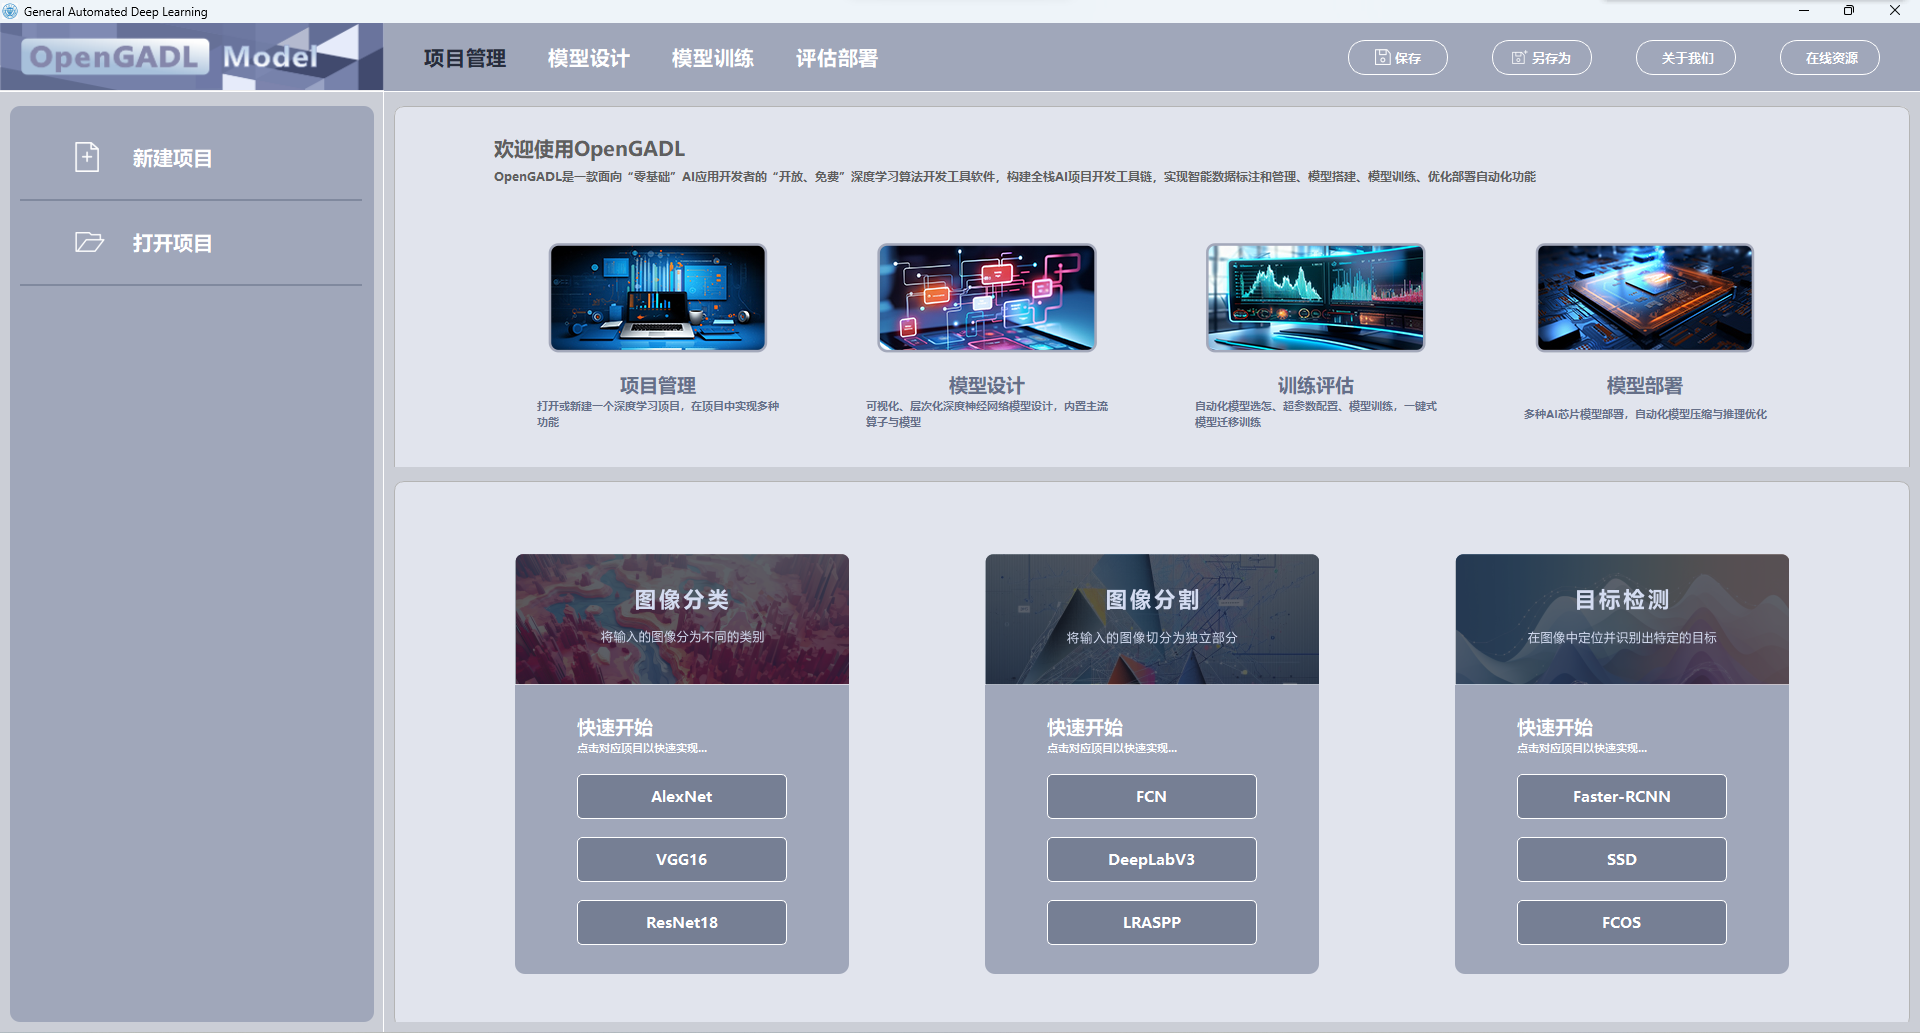 General Automated Deep Learning
OpenGADL Model
项目管理 模型设计 模型训练 评估部署
保存 另存为 关于我们 在线资源
新建项目
打开项目
欢迎使用OpenGADL
OpenGADL是一款面向“零基础”AI应用开发者的“开放、免费”深度学习算法开发工具软件，构建全栈AI项目开发工具链，实现智能数据标注和管理、模型搭建、模型训练、优化部署自动化功能
项目管理
打开或新建一个深度学习项目，在项目中实现多种
功能
模型设计
可视化、层次化深度神经网络模型设计，内置主流
算子与模型
训练评估
自动化模型选怎、超参数配置、模型训练，一键式
模型迁移训练
模型部署
多种AI芯片模型部署，自动化模型压缩与推理优化
图像分类
将输入的图像分为不同的类别
快速开始
点击对应项目以快速实现...
AlexNet
VGG16
ResNet18
图像分割
将输入的图像切分为独立部分
快速开始
点击对应项目以快速实现...
FCN
DeepLabV3
LRASPP
目标检测
在图像中定位并识别出特定的目标
快速开始
点击对应项目以快速实现...
Faster-RCNN
SSD
FCOS